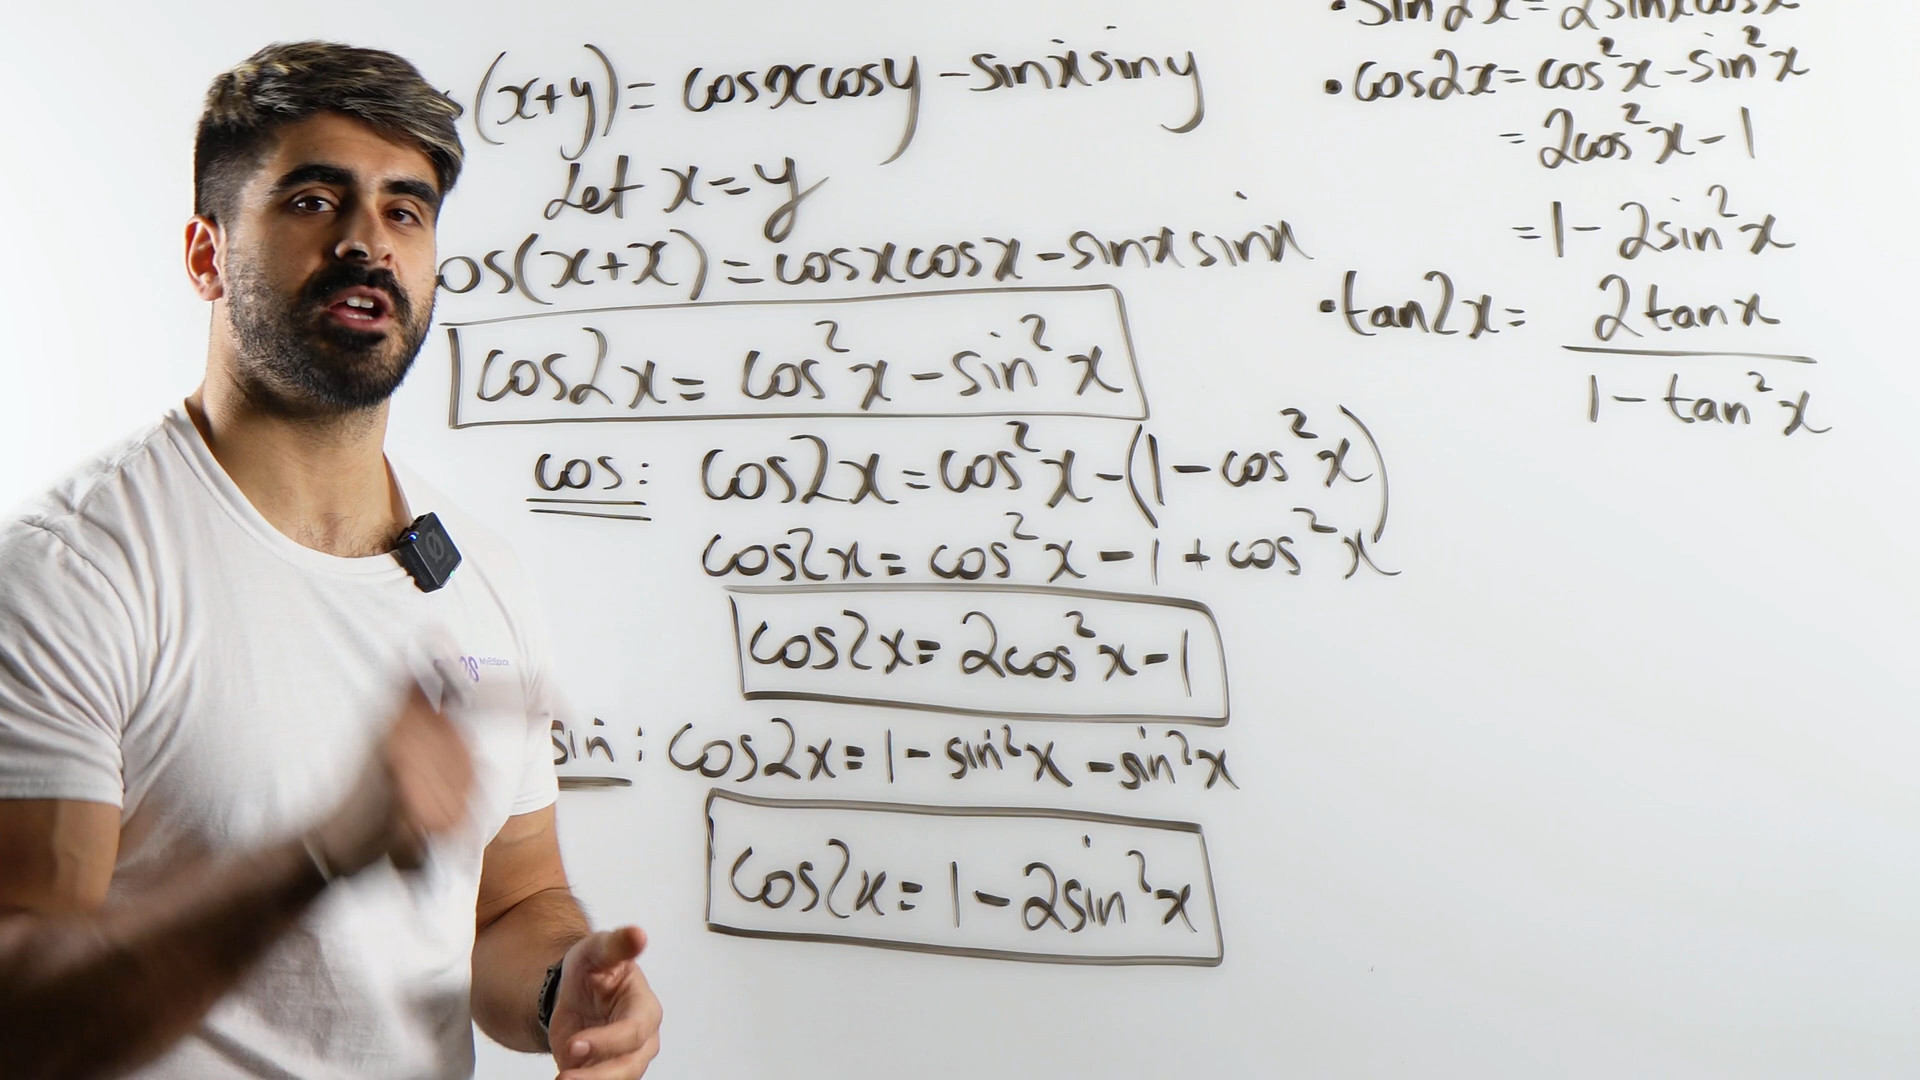 (x+y) = cosxcosy - sinxsiny
Let x=y
os(x+x) = cosxcosx - sinxsinx
cos2x = cos²x - sin²x
cos: cos2x = cos²x - (1 - cos²x)
cos2x = cos²x - 1 + cos²x
cos2x = 2cos²x - 1
sin: cos2x = 1 - sin²x - sin²x
cos2x = 1 - 2sin²x
• sin2x = 2sinxcosx
• cos2x = cos²x - sin²x
= 2cos²x - 1
= 1 - 2sin²x
• tan2x = 2tanx
1 - tan²x